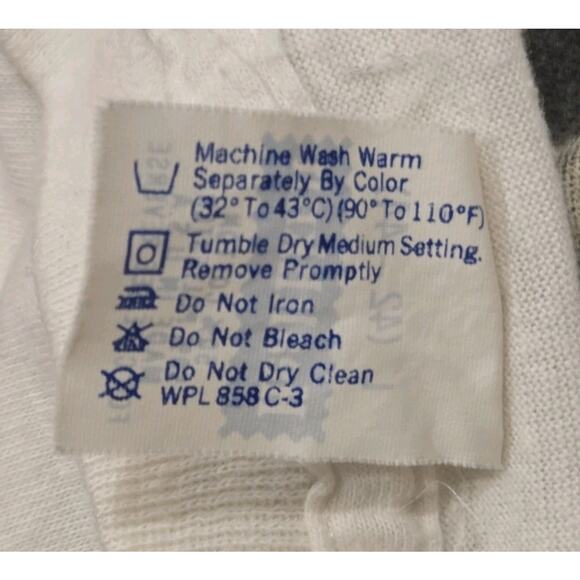 Machine Wash Warm
Separately By Color
(32° To 43°C) (90° To 110°F)
Tumble Dry Medium Setting.
Remove Promptly
Do Not Iron
Do Not Bleach
Do Not Dry Clean
WPL 858 C-3